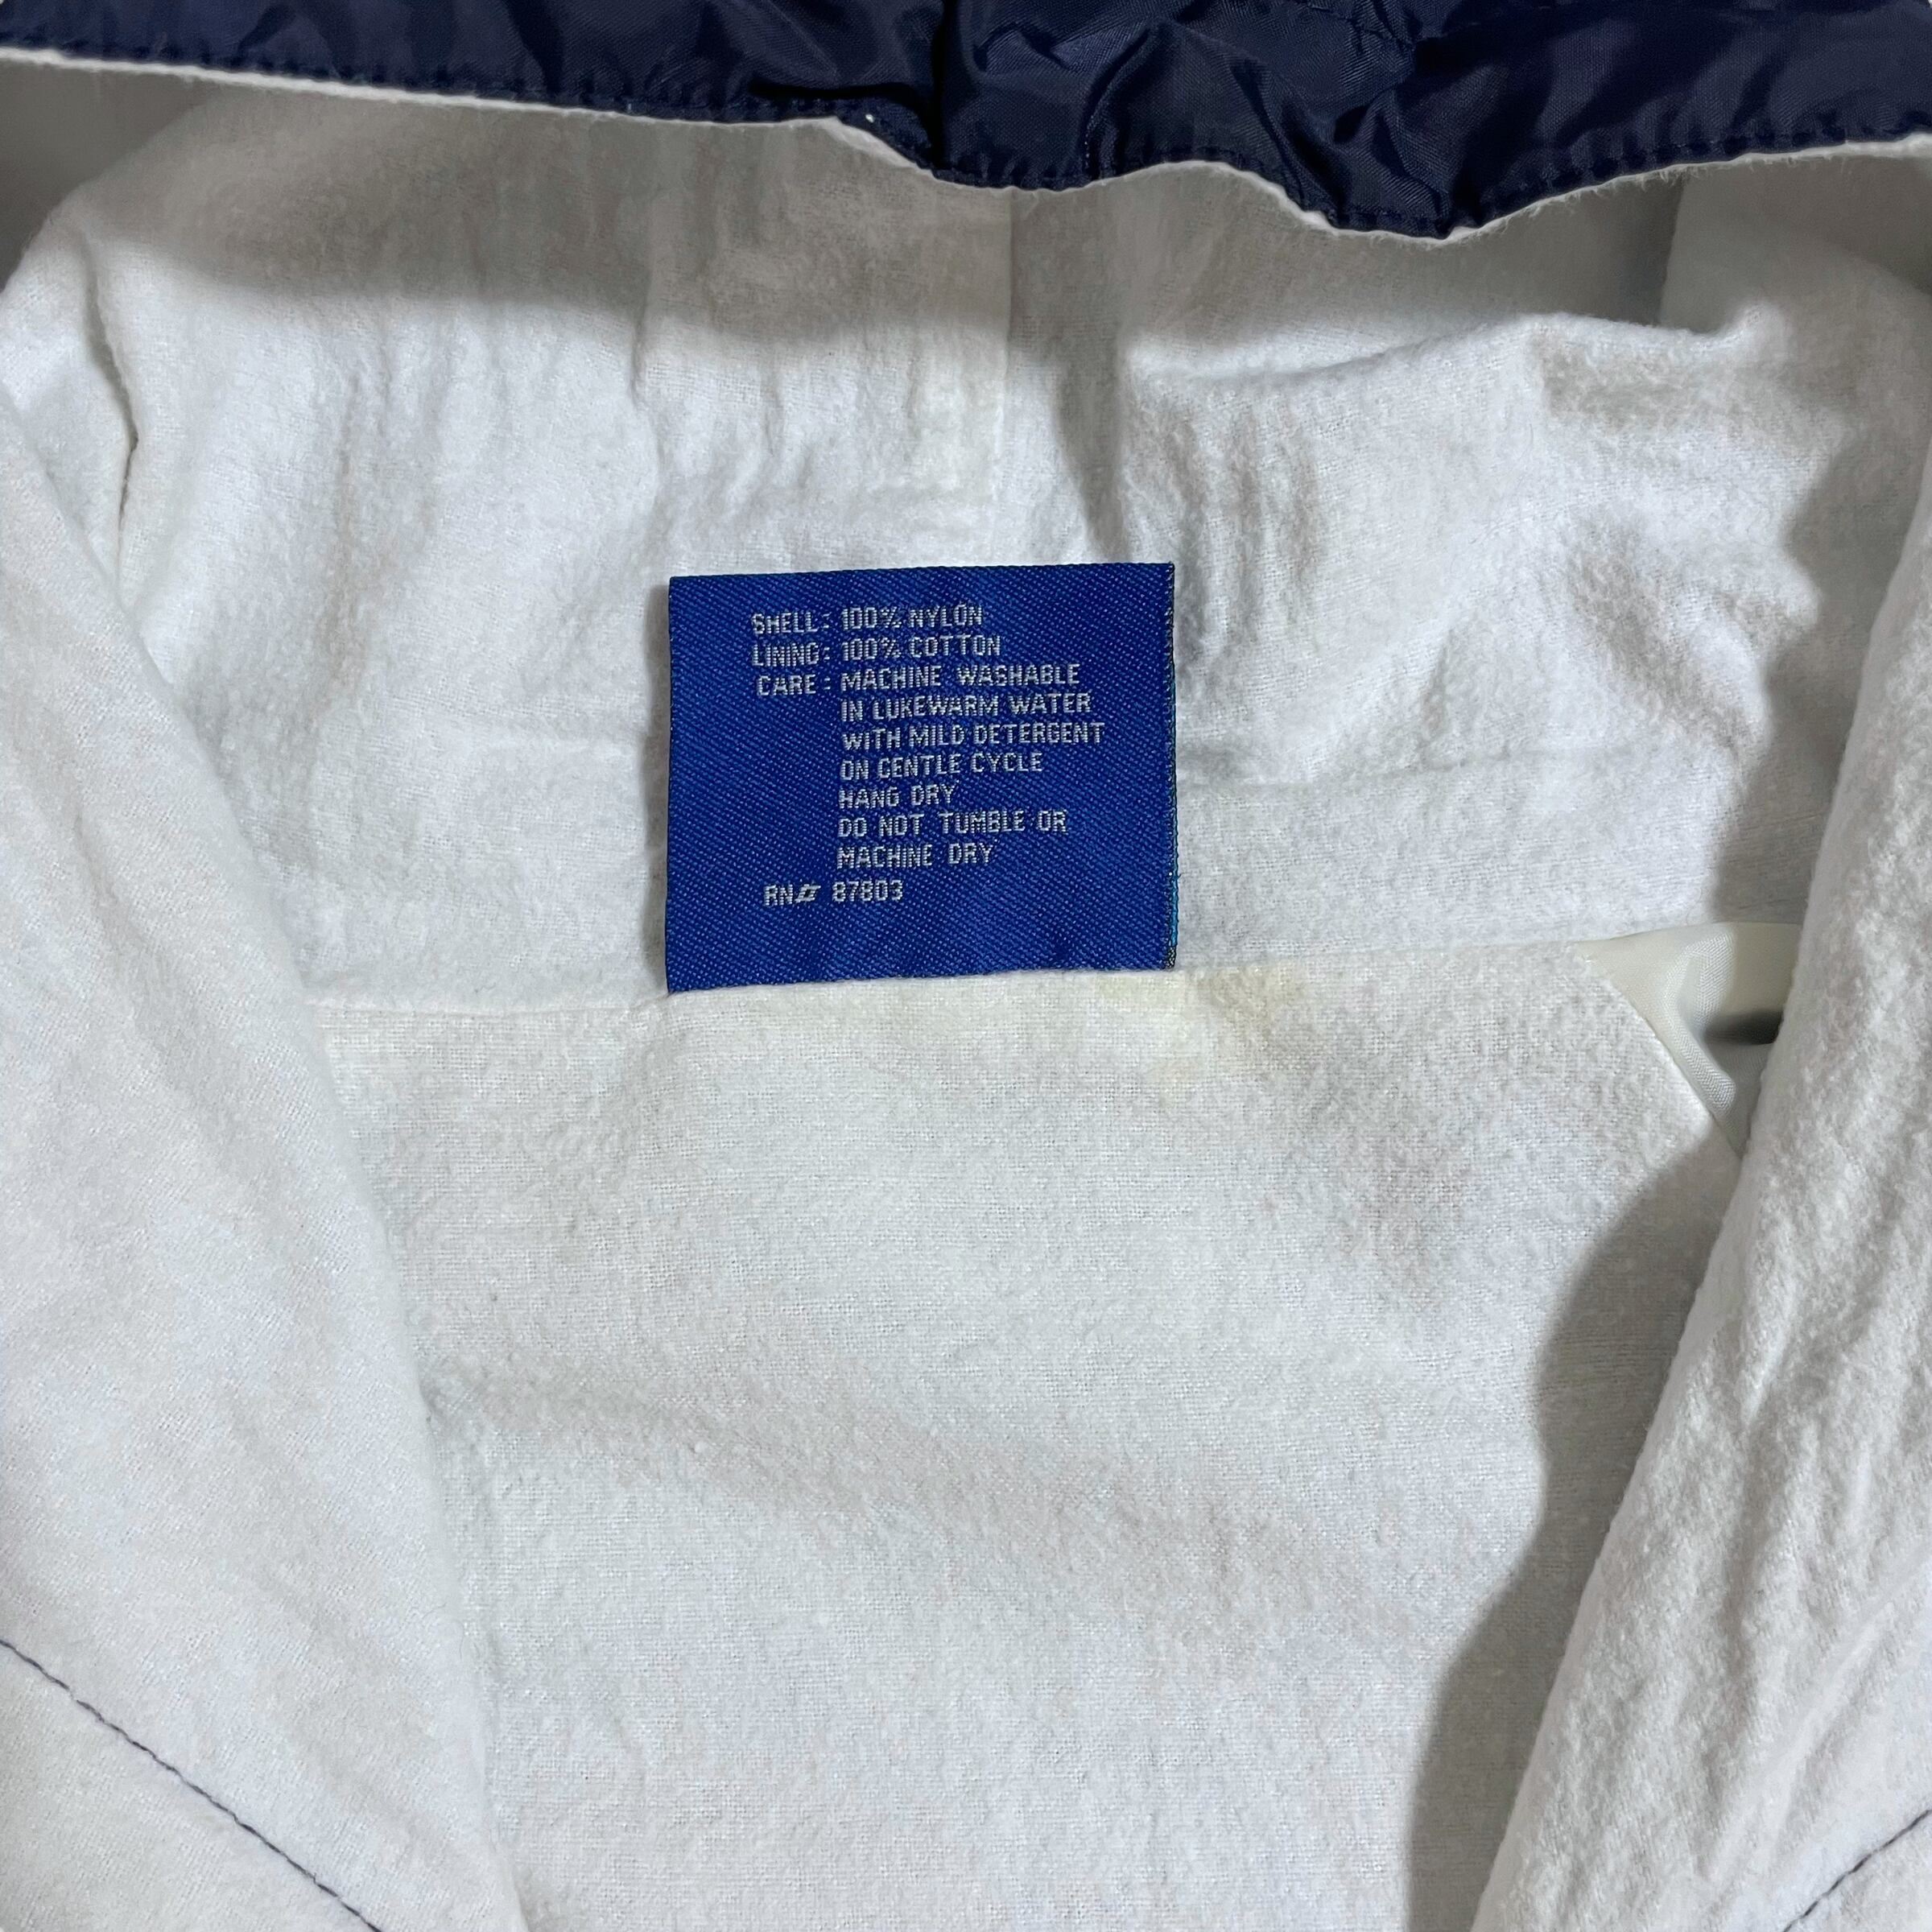 SHELL: 100% NYLON
LINING: 100% COTTON
CARE: MACHINE WASHABLE
IN LUKEWARM WATER
WITH MILD DETERGENT
ON GENTLE CYCLE
HANG DRY
DO NOT TUMBLE OR
MACHINE DRY
RN# 87803